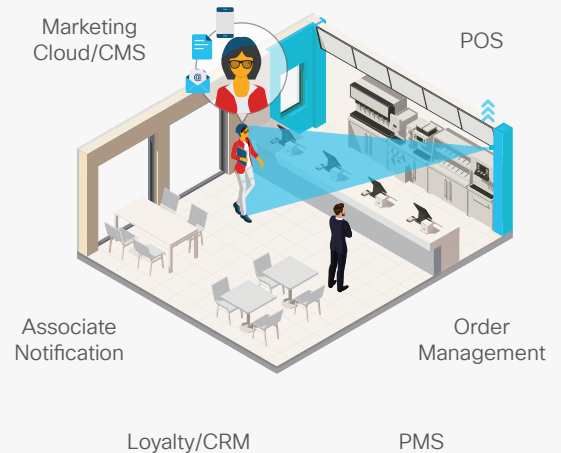 Marketing
Cloud/CMS
POS
@
Associate
Notification
Order
Management
Loyalty/CRM
PMS